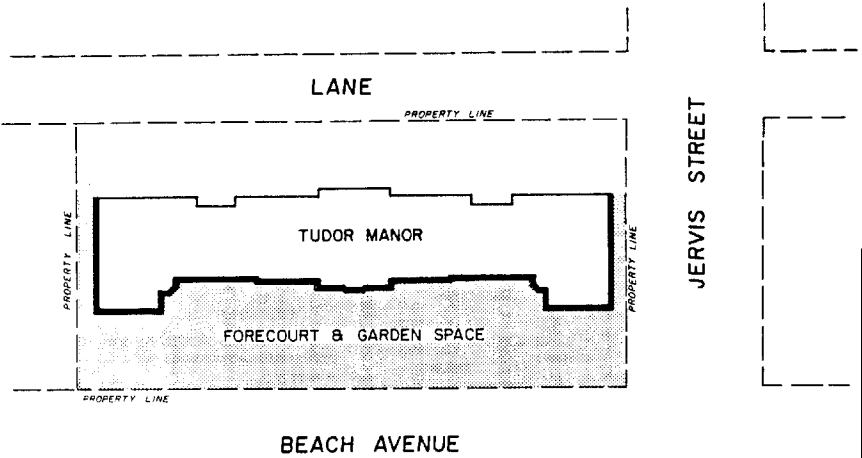 LANE
PROPERTY LINE
JERVIS STREET
PROPERTY LINE
TUDOR MANOR
PROPERTY LINE
FORECOURT & GARDEN SPACE
PROPERTY LINE
BEACH AVENUE